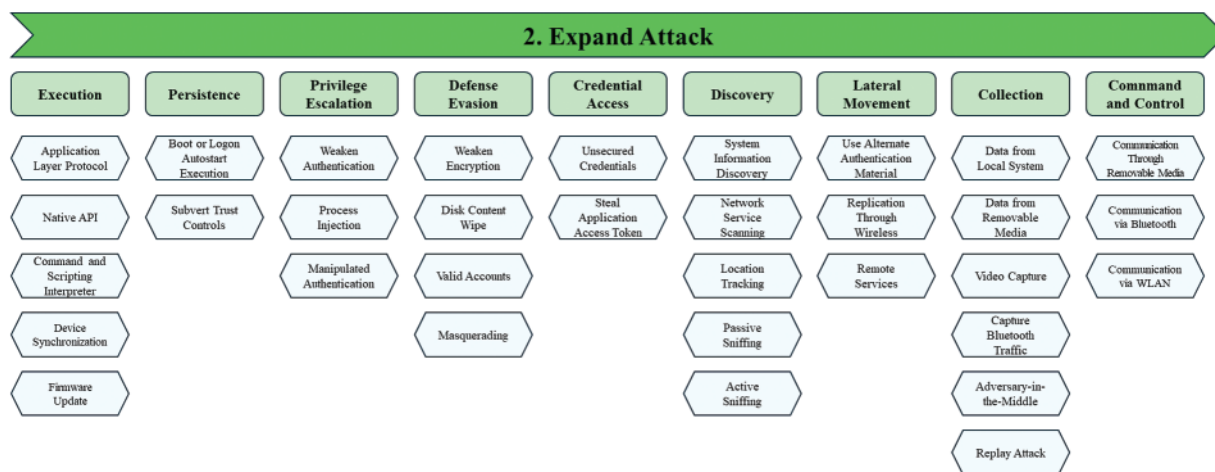 2. Expand Attack
Execution
Persistence
Privilege
Escalation
Defense
Evasion
Credential
Access
Discovery
Lateral
Movement
Collection
Comnmand
and Control
Application
Layer Protocol
Native API
Command and
Scripting
Interpreter
Device
Synchronization
Firmware
Update
Boot or Logon
Autostart
Execution
Subvert Trust
Controls
Weaken
Authentication
Process
Injection
Manipulated
Authentication
Weaken
Encryption
Disk Content
Wipe
Valid Accounts
Masquerading
Unsecured
Credentials
Steal
Application
Access Token
System
Information
Discovery
Network
Service
Scanning
Location
Tracking
Passive
Sniffing
Active
Sniffing
Use Alternate
Authentication
Material
Replication
Through
Wireless
Remote
Services
Data from
Local System
Data from
Removable
Media
Video Capture
Capture
Bluetooth
Traffic
Adversary-in-
the-Middle
Replay Attack
Communication
Through
Removable Media
Communication
via Bluetooth
Communication
via WLAN